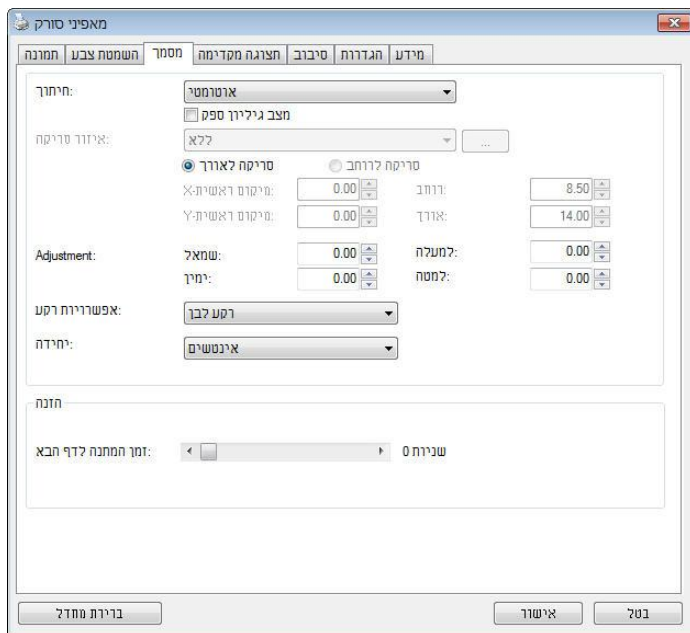 מאפיני סורק
תמונה השמטת צבע מסמך תצוגה מקדימה סיבוב הגדרות מידע
חיתוך: אוטומטי
מצב גיליון ספק
איזור סריקה: ללא ...
סריקה לאורך סריקה לרוחב
מיקום ראשית-X: 0.00 רוחב: 8.50
מיקום ראשית-Y: 0.00 אורך: 14.00
Adjustment: שמאל: 0.00 למעלה: 0.00
ימין: 0.00 למטה: 0.00
אפשרויות רקע: רקע לבן
יחידה: אינטשים
הזנה
זמן המתנה לדף הבא: 0 שניות
ברירת מחדל אישור בטל